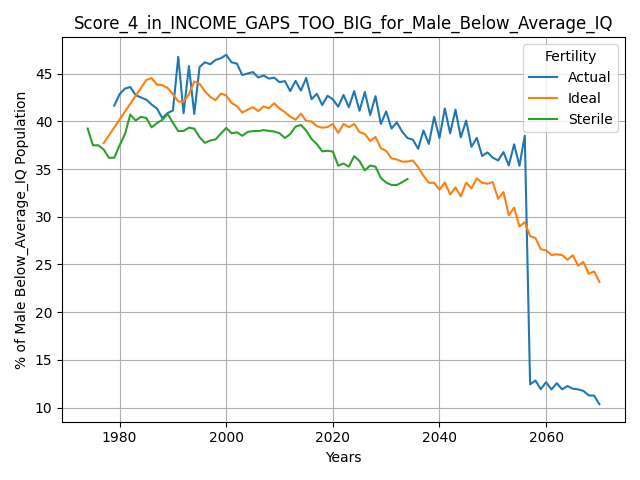 Score_4_in_INCOME_GAPS_TOO_BIG_for_Male_Below_Average_IQ
% of Male Below_Average_IQ Population
45
40
35
30
25
20
15
10
Fertility
Actual
Ideal
Sterile
1980
2000
2020
2040
2060
Years